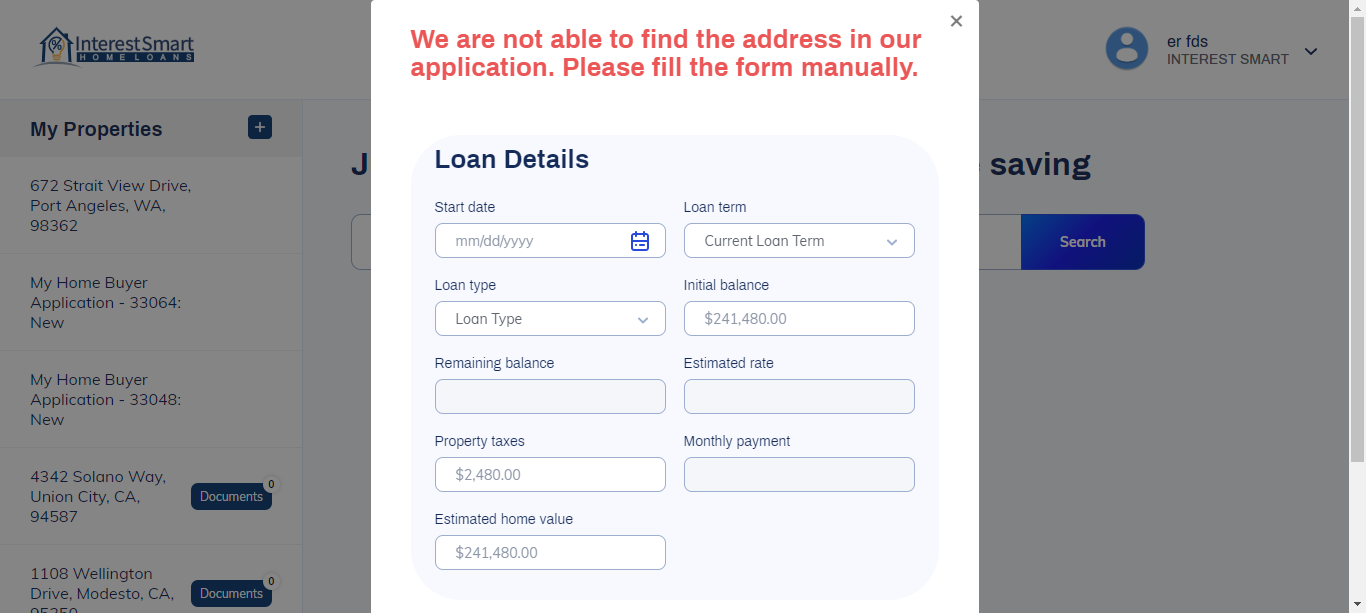 InterestSmart
HOME LOANS
er fds
INTEREST SMART
My Properties
+
672 Strait View Drive,
Port Angeles, WA,
98362
My Home Buyer
Application - 33064:
New
My Home Buyer
Application - 33048:
New
4342 Solano Way,
Union City, CA,
94587
Documents
0
1108 Wellington
Drive, Modesto, CA,
Documents
0
J
saving
Search
We are not able to find the address in our
application. Please fill the form manually.
Loan Details
Start date
mm/dd/yyyy
Loan term
Current Loan Term
Loan type
Loan Type
Initial balance
$241,480.00
Remaining balance
Estimated rate
Property taxes
$2,480.00
Monthly payment
Estimated home value
$241,480.00